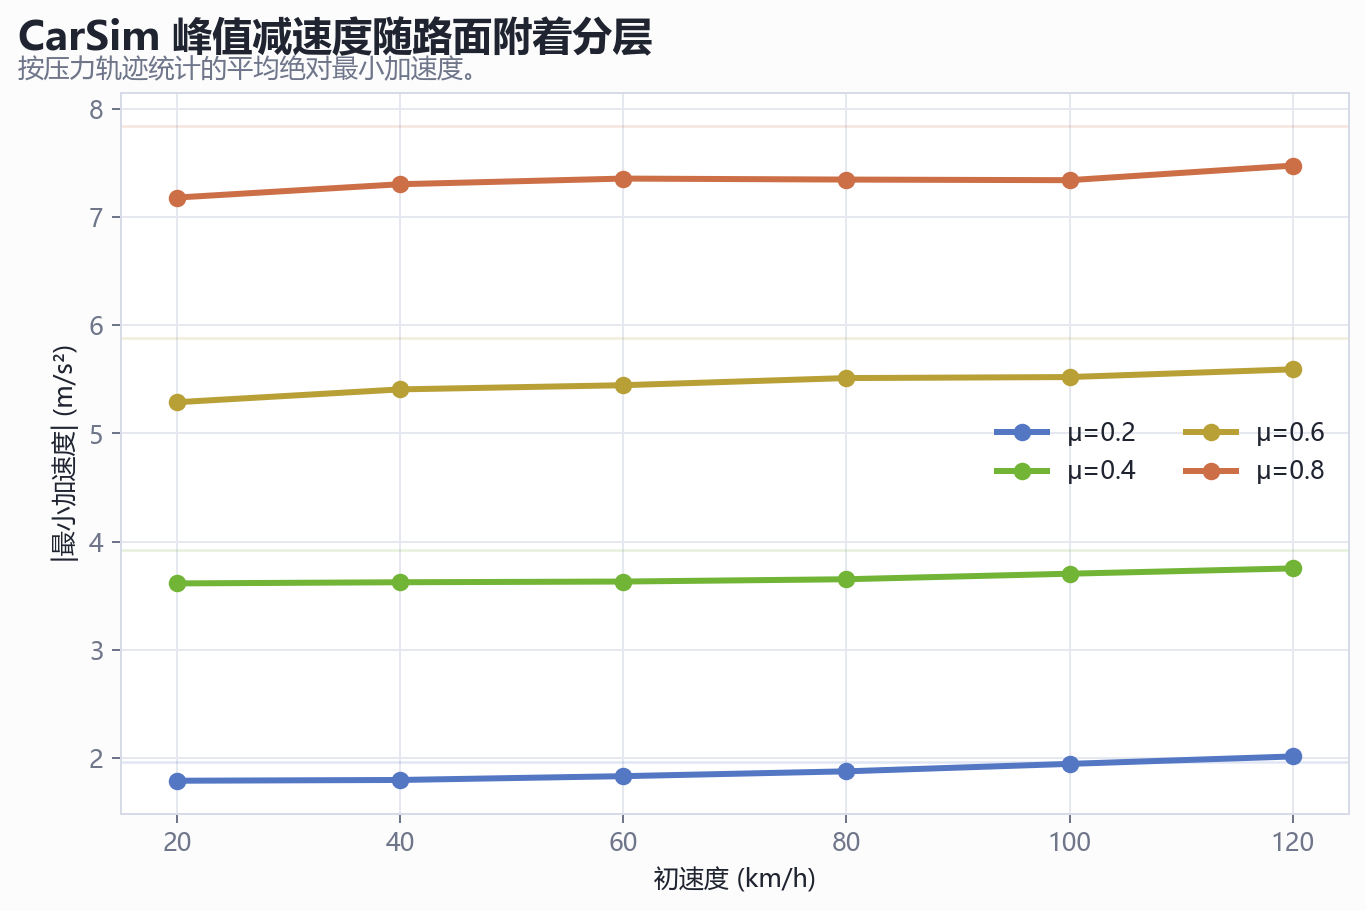 CarSim 峰值减速度随路面附着分层
按压力轨迹统计的平均绝对最小加速度。
|最小加速度| (m/s²)
8
7
6
5
4
3
2
μ=0.2
μ=0.6
μ=0.4
μ=0.8
20 40 60 80 100 120
初速度 (km/h)